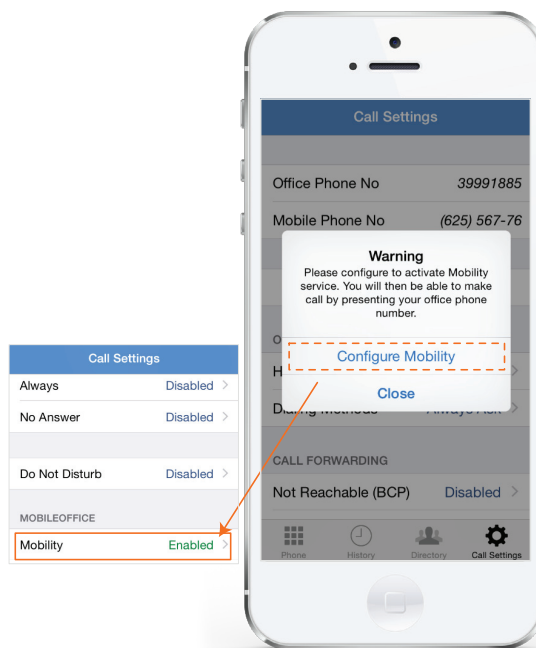 Call Settings
Office Phone No 39991885
Mobile Phone No (625) 567-76
Warning
Please configure to activate Mobility
service. You will then be able to make
call by presenting your office phone
number.
O
Configure Mobility
H
Close
Dialing Methods Always Ask
CALL FORWARDING
Not Reachable (BCP) Disabled
Phone History Directory Call Settings
Call Settings
Always Disabled
No Answer Disabled
Do Not Disturb Disabled
MOBILEOFFICE
Mobility Enabled